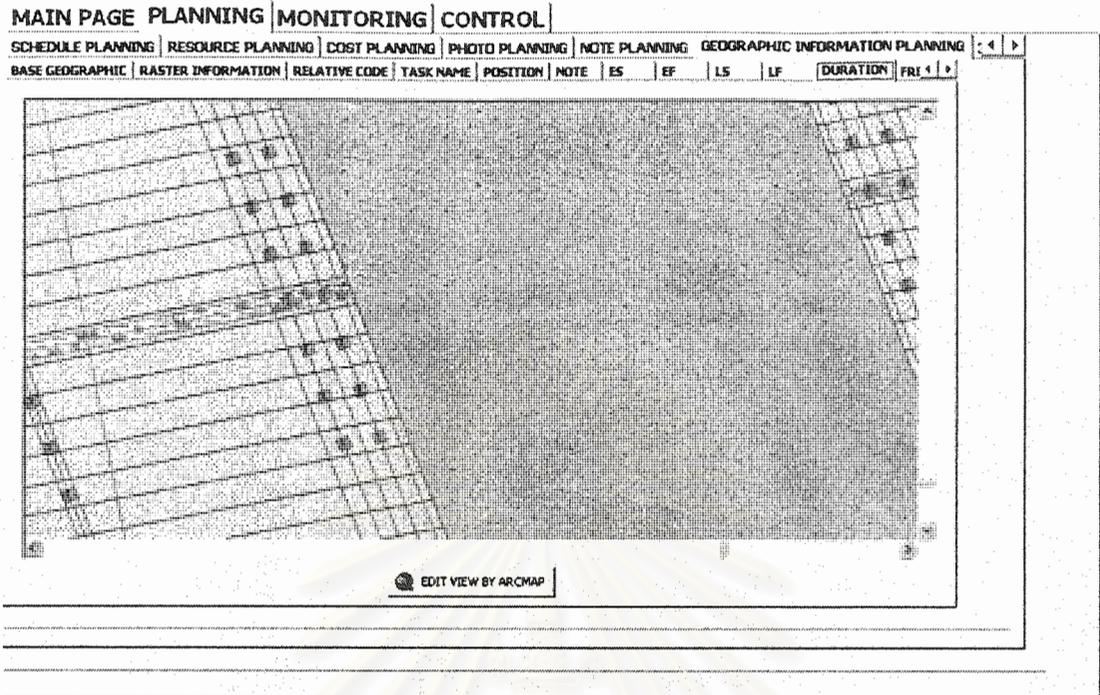 MAIN PAGE PLANNING MONITORING CONTROL
SCHEDULE PLANNING RESOURCE PLANNING COST PLANNING PHOTO PLANNING NOTE PLANNING GEOGRAPHIC INFORMATION PLANNING
BASE GEOGRAPHIC RASTER INFORMATION RELATIVE CODE TASK NAME POSITION NOTE ES EF LS LF DURATION FRE
EDIT VIEW BY ARCMAP